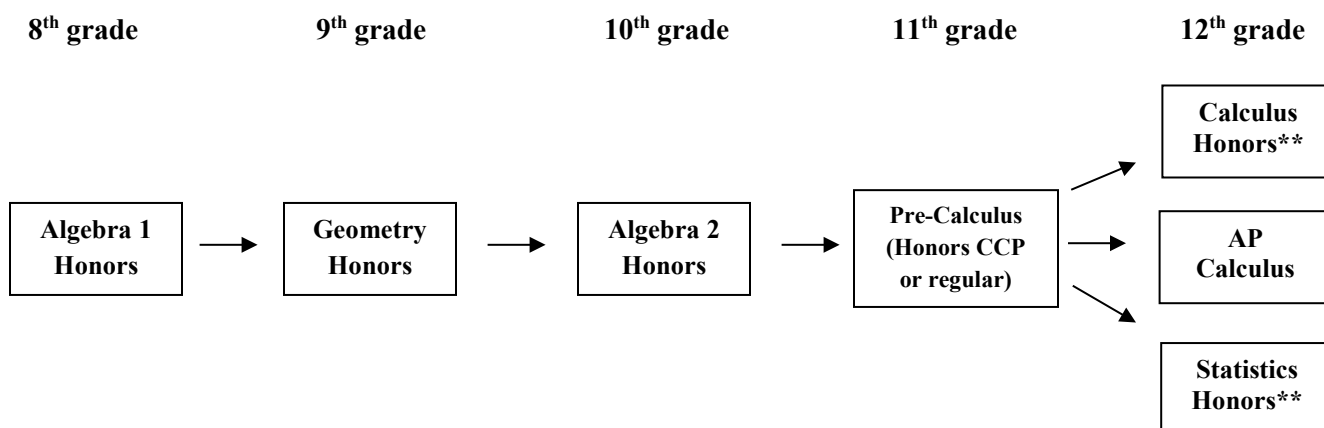 8th grade
9th grade
10th grade
11th grade
12th grade
Algebra 1
Honors
Geometry
Honors
Algebra 2
Honors
Pre-Calculus
(Honors CCP
or regular)
Calculus
Honors**
AP
Calculus
Statistics
Honors**